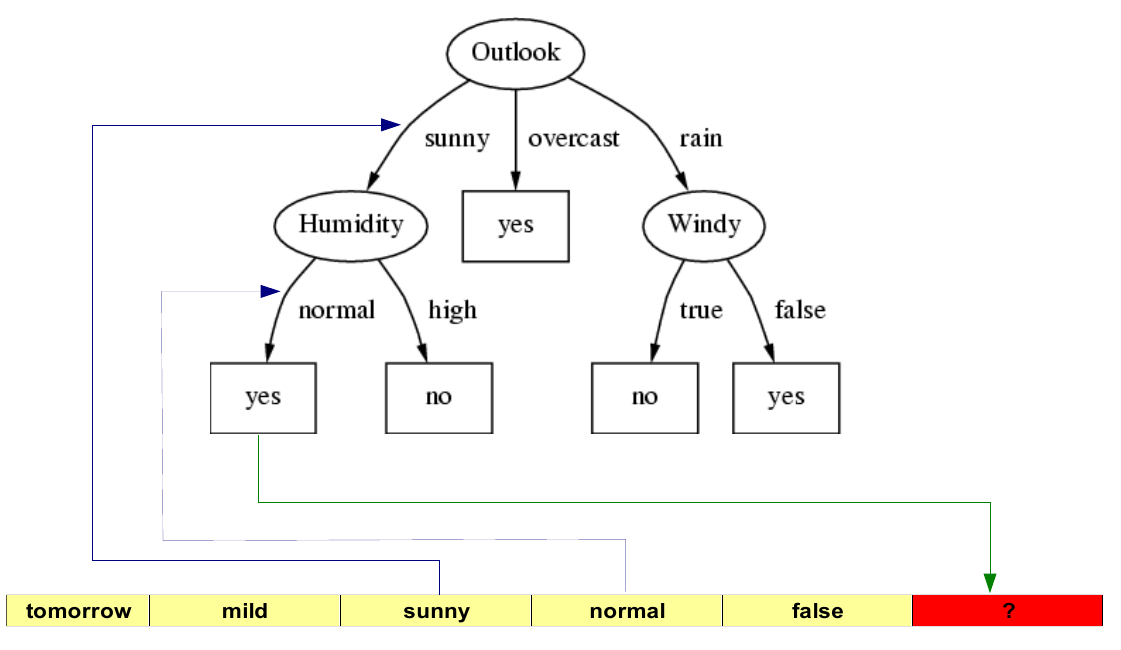 Outlook
sunny overcast rain
Humidity yes Windy
normal high true false
yes no no yes
tomorrow mild sunny normal false ?